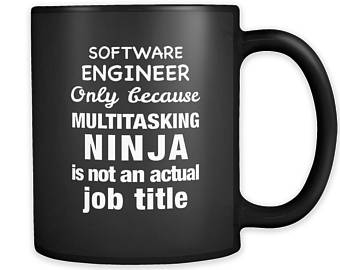 SOFTWARE
ENGINEER
Only because
MULTITASKING
NINJA
is not an actual
job title